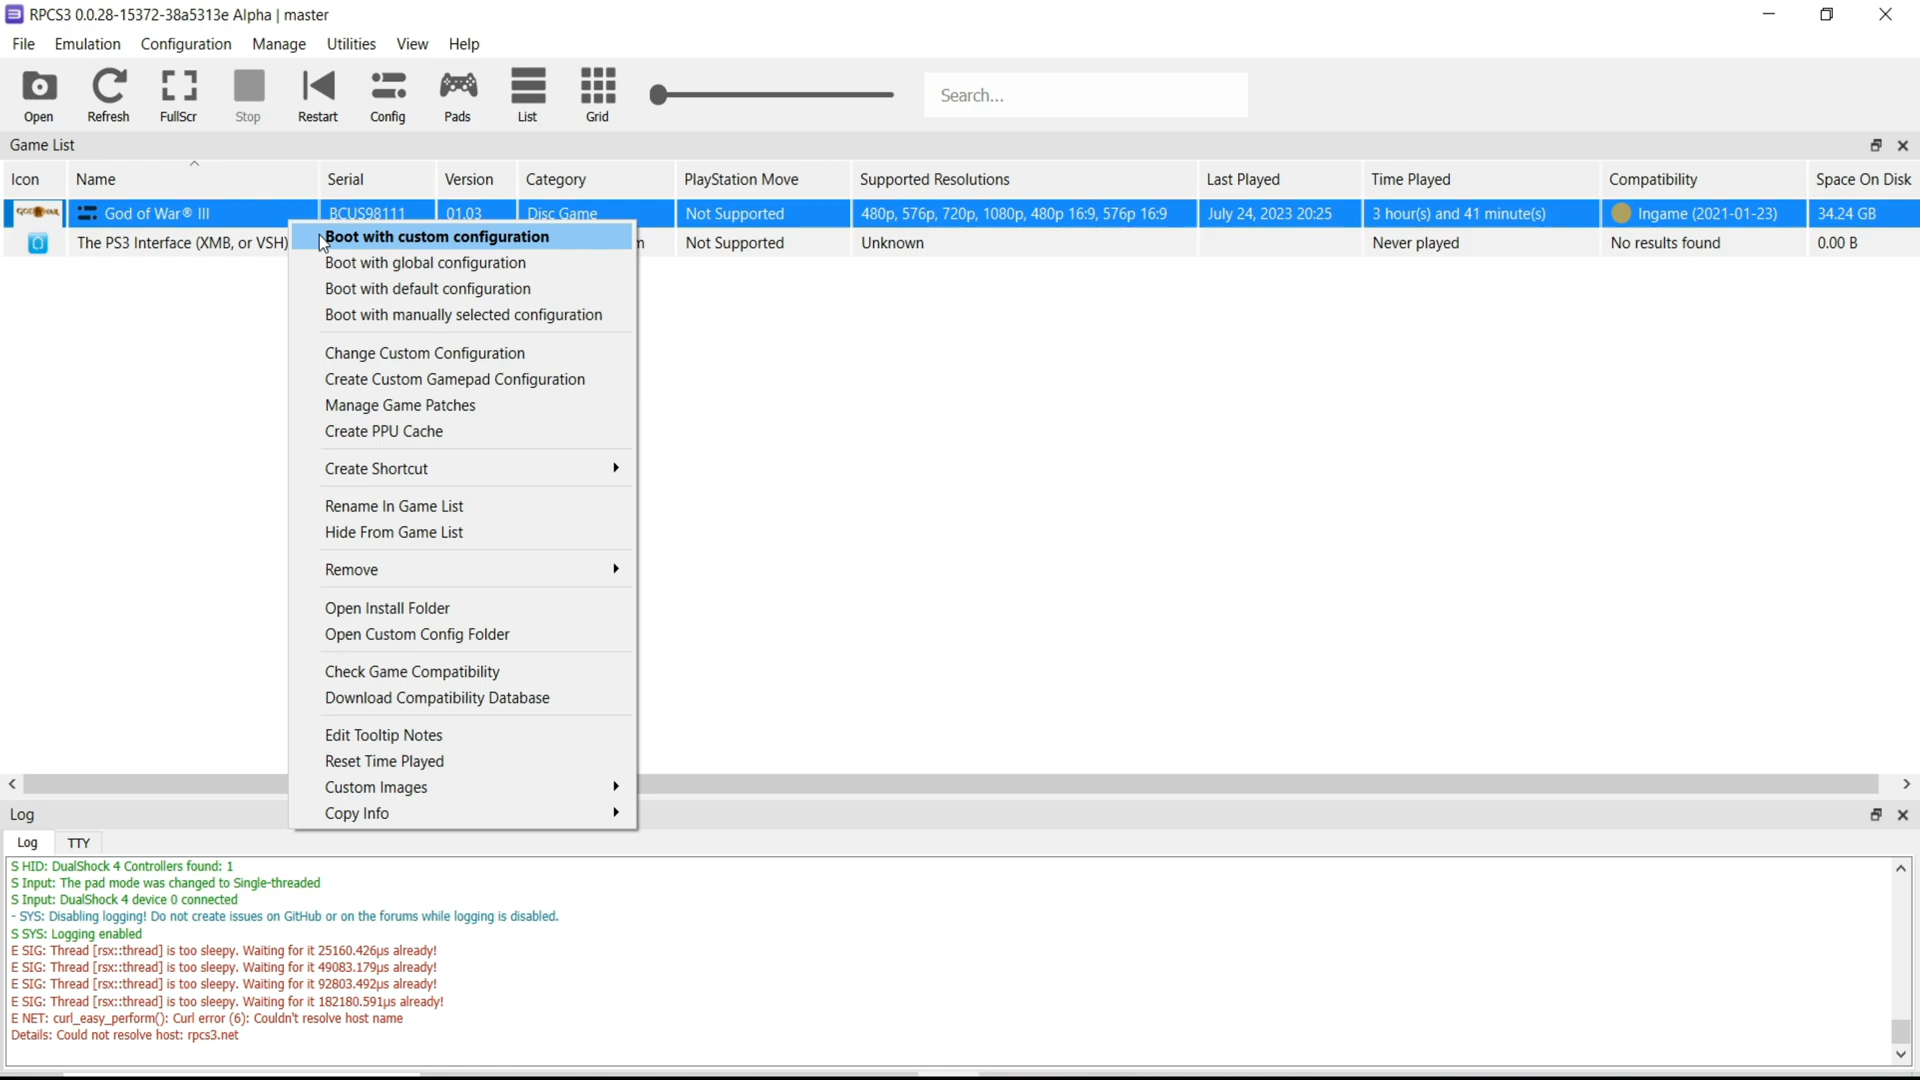 RPCS3 0.0.28-15372-38a5313e Alpha | master
File Emulation Configuration Manage Utilities View Help
Open Refresh FullScr Stop Restart Config Pads List Grid Search...
Game List
Icon Name Serial Version Category PlayStation Move Supported Resolutions Last Played Time Played Compatibility Space On Disk
God of War® III BCUS98111 01.03 Disc Game Not Supported 480p, 576p, 720p, 1080p, 480p 16:9, 576p 16:9 July 24, 2023 20:25 3 hour(s) and 41 minute(s) Ingame (2021-01-23) 34.24 GB
The PS3 Interface (XMB, or VSH) Not Supported Unknown Never played No results found 0.00 B
Boot with custom configuration
Boot with global configuration
Boot with default configuration
Boot with manually selected configuration
Change Custom Configuration
Create Custom Gamepad Configuration
Manage Game Patches
Create PPU Cache
Create Shortcut
Rename In Game List
Hide From Game List
Remove
Open Install Folder
Open Custom Config Folder
Check Game Compatibility
Download Compatibility Database
Edit Tooltip Notes
Reset Time Played
Custom Images
Copy Info
Log
Log TTY
S HID: DualShock 4 Controllers found: 1
S Input: The pad mode was changed to Single-threaded
S Input: DualShock 4 device 0 connected
- SYS: Disabling logging! Do not create issues on GitHub or on the forums while logging is disabled.
S SYS: Logging enabled
E SIG: Thread [rsx::thread] is too sleepy. Waiting for it 25160.426µs already!
E SIG: Thread [rsx::thread] is too sleepy. Waiting for it 49083.179µs already!
E SIG: Thread [rsx::thread] is too sleepy. Waiting for it 92803.492µs already!
E SIG: Thread [rsx::thread] is too sleepy. Waiting for it 182180.591µs already!
E NET: curl_easy_perform(): Curl error (6): Couldn't resolve host name
Details: Could not resolve host: rpcs3.net